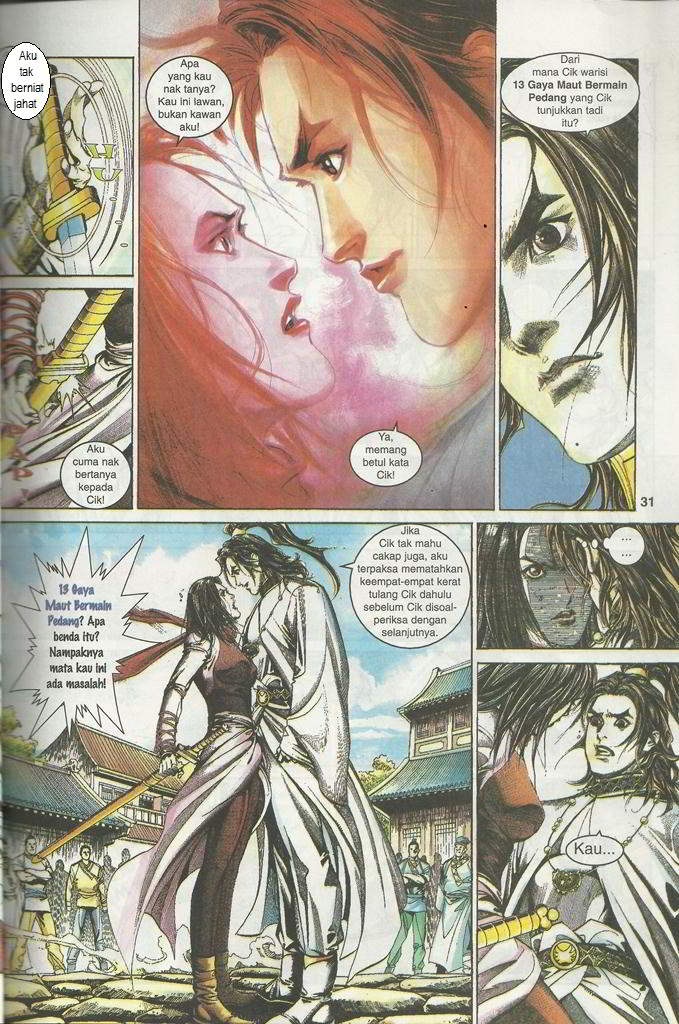 Aku
tak
berniat
jahat
Aku
cuma nak
bertanya
kepada
Cik!
Apa
yang kau
nak tanya?
Kau ini lawan,
bukan kawan
aku!
Ya,
memang
betul kata
Cik!
Dari
mana Cik warisi
13 Gaya Maut Bermain
Pedang yang Cik
tunjukkan tadi
itu?
31
13 Gaya
Maut Bermain
Pedang? Apa
benda itu?
Nampaknya
mata kau ini
ada masalah!
Jika
Cik tak mahu
cakap juga, aku
terpaksa mematahkan
keempat-empat kerat
tulang Cik dahulu
sebelum Cik disoal-
periksa dengan
selanjutnya.
...
...
Kau...